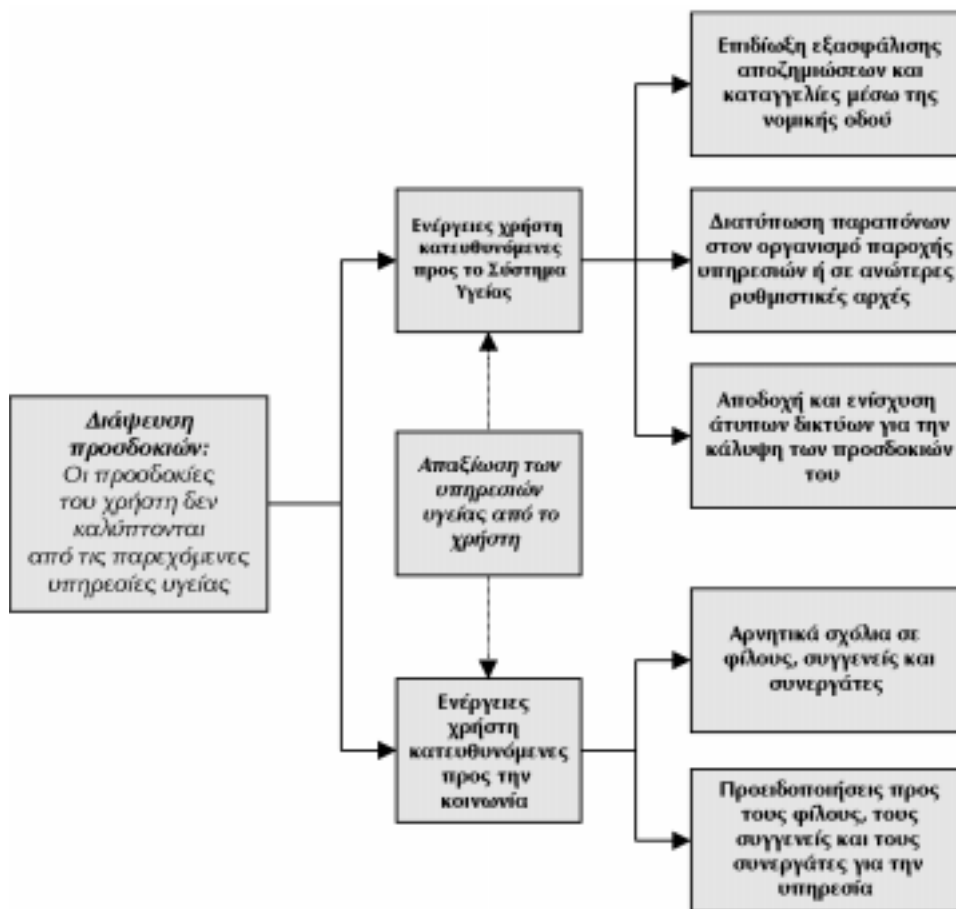 Διάψευση
προσδοκιών:
Οι προσδοκίες
του χρήστη δεν
καλύπτονται
από τις παρεχόμενες
υπηρεσίες υγείας
Ενέργειες χρήστη
κατευθυνόμενες
προς το Σύστημα
Υγείας
Απαξίωση των
υπηρεσιών
υγείας από το
χρήστη
Ενέργειες
χρήστη
κατευθυνόμενες
προς την
κοινωνία
Επιδίωξη εξασφάλισης
αποζημιώσεων και
καταγγελίες μέσω της
νομικής οδού
Διατύπωση παραπόνων
στον οργανισμό παροχής
υπηρεσιών ή σε ανώτερες
ρυθμιστικές αρχές
Αποδοχή και ενίσχυση
άτυπων δικτύων για την
κάλυψη των προσδοκιών
του
Αρνητικά σχόλια σε
φίλους, συγγενείς και
συνεργάτες
Προειδοποιήσεις προς
τους φίλους, τους
συγγενείς και τους
συνεργάτες για την
υπηρεσία